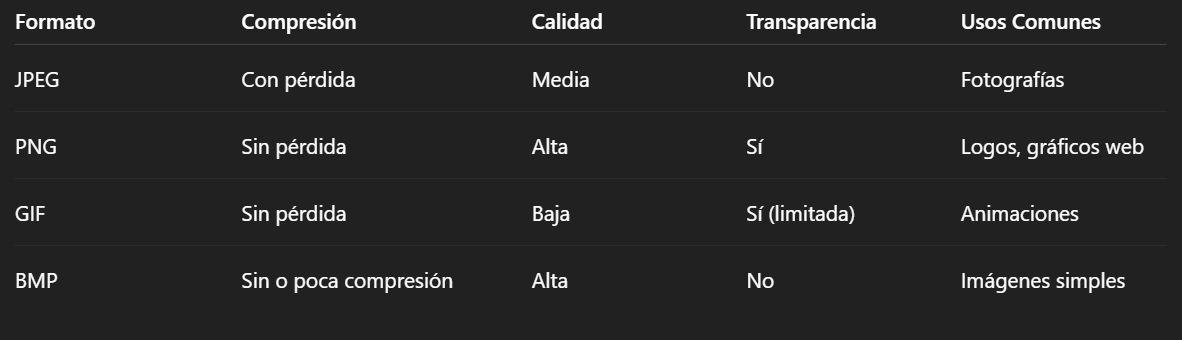 Formato Compresión Calidad Transparencia Usos Comunes
JPEG Con pérdida Media No Fotografías
PNG Sin pérdida Alta Sí Logos, gráficos web
GIF Sin pérdida Baja Sí (limitada) Animaciones
BMP Sin o poca compresión Alta No Imágenes simples